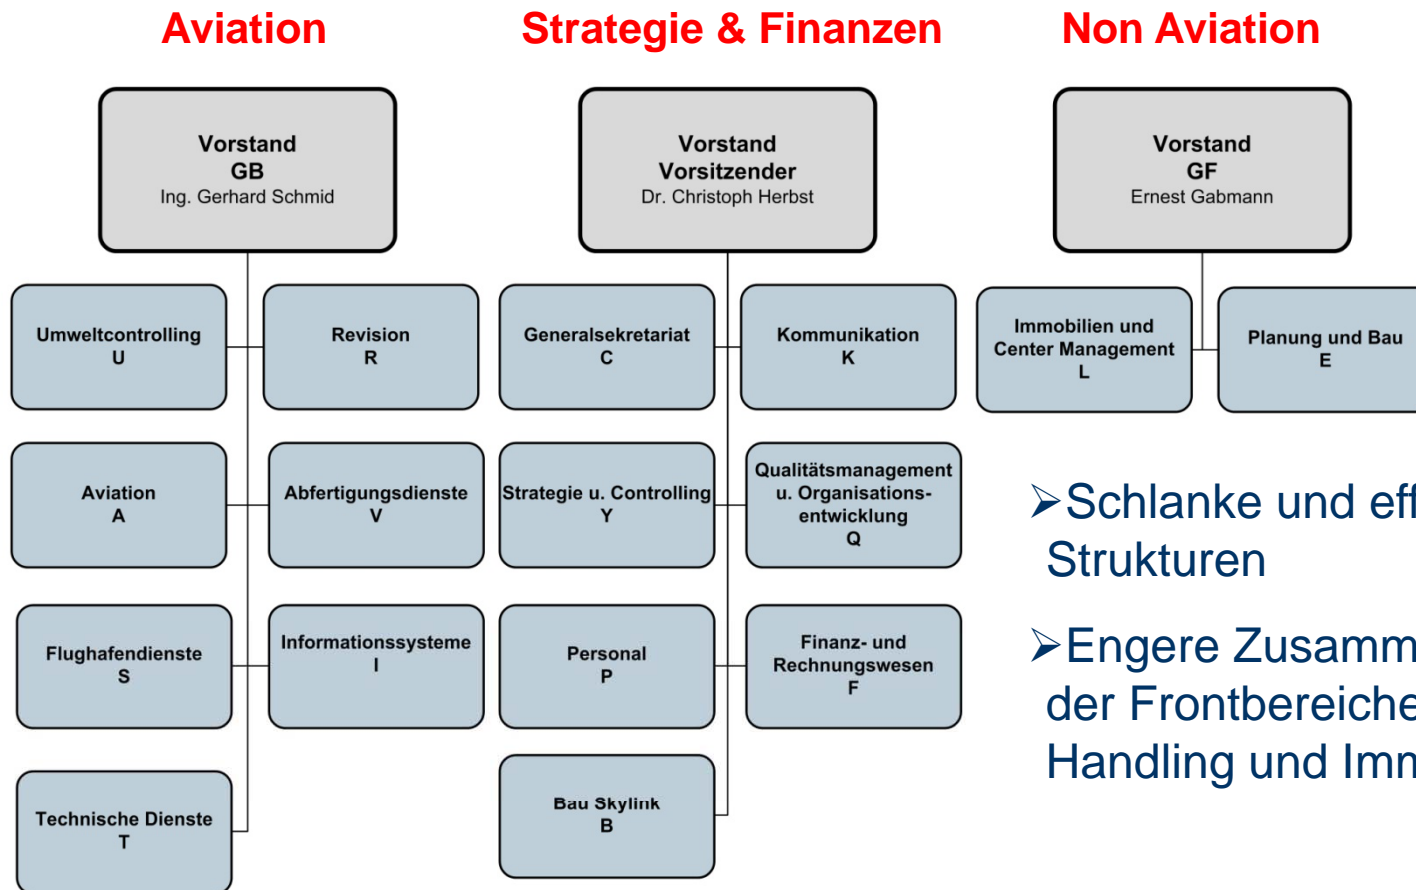 Aviation
Strategie & Finanzen
Non Aviation
Vorstand
GB
Ing. Gerhard Schmid
Vorstand
Vorsitzender
Dr. Christoph Herbst
Vorstand
GF
Ernest Gabmann
Umweltcontrolling
U
Revision
R
Generalsekretariat
C
Kommunikation
K
Immobilien und
Center Management
L
Planung und Bau
E
Aviation
A
Abfertigungsdienste
V
Strategie u. Controlling
Y
Qualitätsmanagement
u. Organisations-
entwicklung
Q
Flughafendienste
S
Informationssysteme
I
Personal
P
Finanz- und
Rechnungswesen
F
Technische Dienste
T
Bau Skylink
B
➢Schlanke und eff
Strukturen
➢Engere Zusamm
der Frontbereiche
Handling und Imm